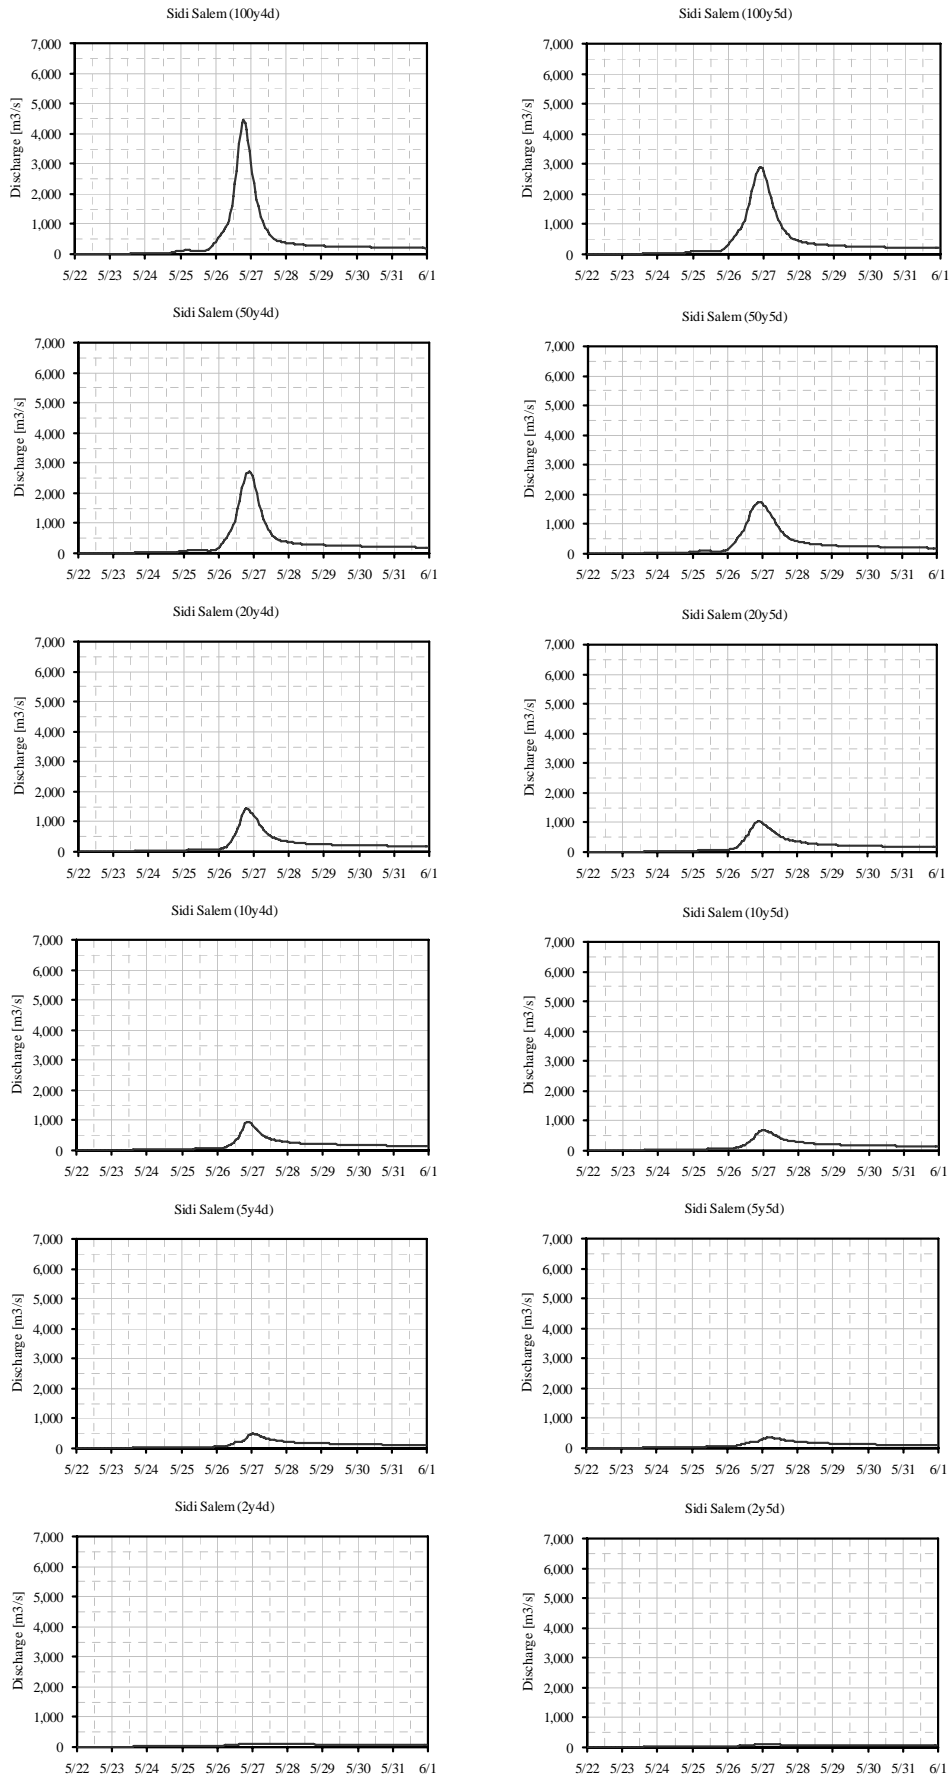 Sidi Salem (100y4d)
7,000
6,000
5,000
4,000
3,000
2,000
1,000
0
Discharge [m3/s]
5/22 5/23 5/24 5/25 5/26 5/27 5/28 5/29 5/30 5/31 6/1
Sidi Salem (100y5d)
7,000
6,000
5,000
4,000
3,000
2,000
1,000
0
Discharge [m3/s]
5/22 5/23 5/24 5/25 5/26 5/27 5/28 5/29 5/30 5/31 6/1
Sidi Salem (50y4d)
7,000
6,000
5,000
4,000
3,000
2,000
1,000
0
Discharge [m3/s]
5/22 5/23 5/24 5/25 5/26 5/27 5/28 5/29 5/30 5/31 6/1
Sidi Salem (50y5d)
7,000
6,000
5,000
4,000
3,000
2,000
1,000
0
Discharge [m3/s]
5/22 5/23 5/24 5/25 5/26 5/27 5/28 5/29 5/30 5/31 6/1
Sidi Salem (20y4d)
7,000
6,000
5,000
4,000
3,000
2,000
1,000
0
Discharge [m3/s]
5/22 5/23 5/24 5/25 5/26 5/27 5/28 5/29 5/30 5/31 6/1
Sidi Salem (20y5d)
7,000
6,000
5,000
4,000
3,000
2,000
1,000
0
Discharge [m3/s]
5/22 5/23 5/24 5/25 5/26 5/27 5/28 5/29 5/30 5/31 6/1
Sidi Salem (10y4d)
7,000
6,000
5,000
4,000
3,000
2,000
1,000
0
Discharge [m3/s]
5/22 5/23 5/24 5/25 5/26 5/27 5/28 5/29 5/30 5/31 6/1
Sidi Salem (10y5d)
7,000
6,000
5,000
4,000
3,000
2,000
1,000
0
Discharge [m3/s]
5/22 5/23 5/24 5/25 5/26 5/27 5/28 5/29 5/30 5/31 6/1
Sidi Salem (5y4d)
7,000
6,000
5,000
4,000
3,000
2,000
1,000
0
Discharge [m3/s]
5/22 5/23 5/24 5/25 5/26 5/27 5/28 5/29 5/30 5/31 6/1
Sidi Salem (5y5d)
7,000
6,000
5,000
4,000
3,000
2,000
1,000
0
Discharge [m3/s]
5/22 5/23 5/24 5/25 5/26 5/27 5/28 5/29 5/30 5/31 6/1
Sidi Salem (2y4d)
7,000
6,000
5,000
4,000
3,000
2,000
1,000
0
Discharge [m3/s]
5/22 5/23 5/24 5/25 5/26 5/27 5/28 5/29 5/30 5/31 6/1
Sidi Salem (2y5d)
7,000
6,000
5,000
4,000
3,000
2,000
1,000
0
Discharge [m3/s]
5/22 5/23 5/24 5/25 5/26 5/27 5/28 5/29 5/30 5/31 6/1